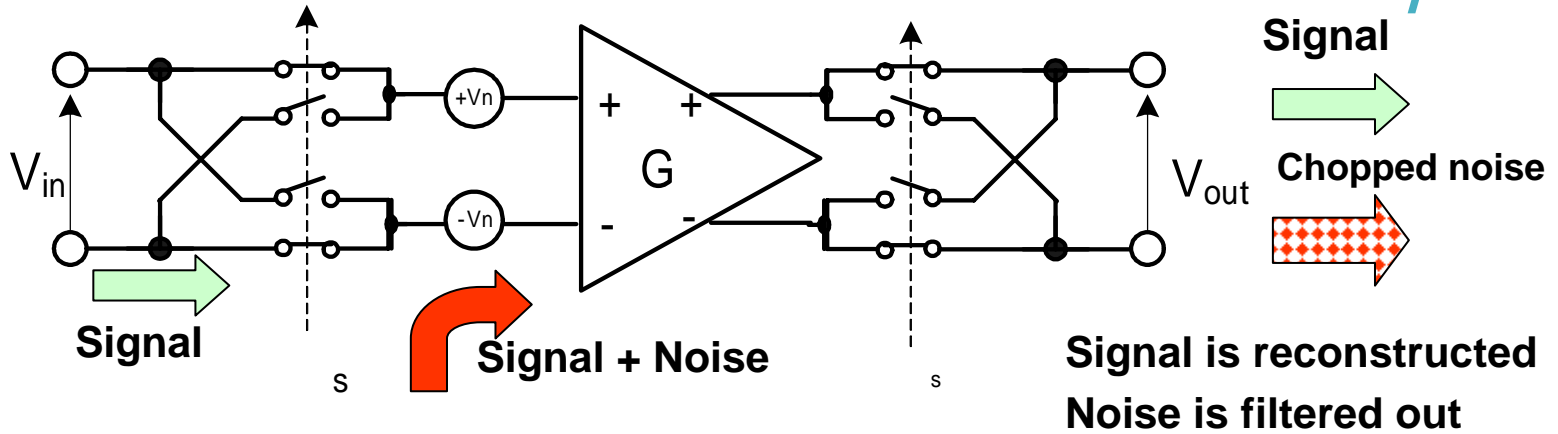 Signal
+Vn
+
+
G
Vin
Vout
Chopped noise
-Vn
-
-
Signal
Signal + Noise
s
s
Signal is reconstructed
Noise is filtered out